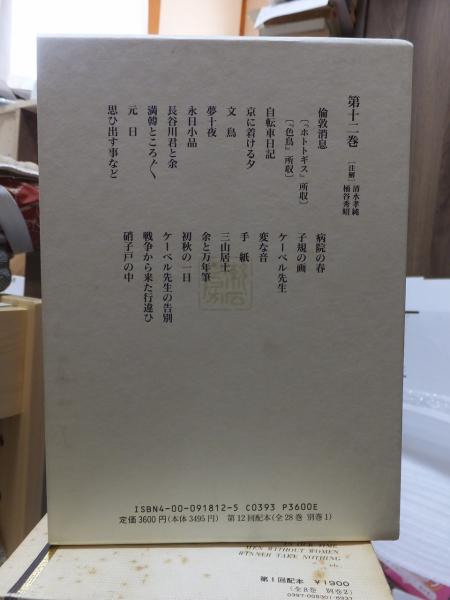 第十二巻
〔注解〕清水孝純
桶谷秀昭
倫敦消息
〔『ホトトギス』所収〕
〔『色鳥』所収〕
自転車日記
京に着ける夕
文鳥
夢十夜
永日小品
長谷川君と余
満韓ところ〲
元日
思ひ出す事など
病院の春
子規の画
ケーベル先生
変な音
手紙
三山居士
余と万年筆
初秋の一日
ケーベル先生の告別
戦争から来た行違ひ
硝子戸の中
ISBN4-00-091812-5 C0393 P3600E
定価3600円(本体3495円) 第12回配本(全28巻 別巻1)
MEN WITHOUT WOMEN
WINNER TAKE NOTHING
etc.
第1回配本 ¥1900
(全8巻 別巻2)